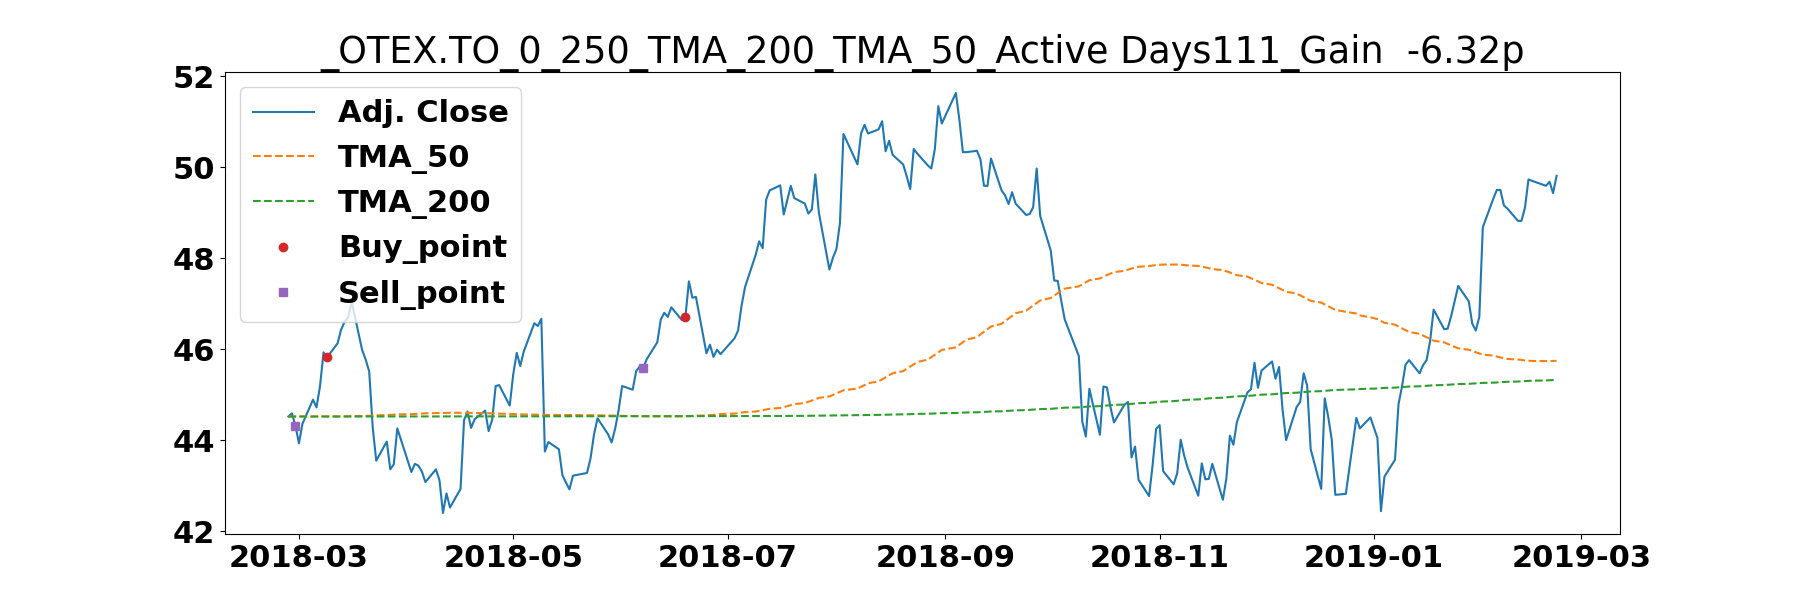 _OTEX.TO_0_250_TMA_200_TMA_50_Active Days111_Gain  -6.32p
52
50
48
46
44
42
Adj. Close
TMA_50
TMA_200
Buy_point
Sell_point
2018-03 2018-05 2018-07 2018-09 2018-11 2019-01 2019-03